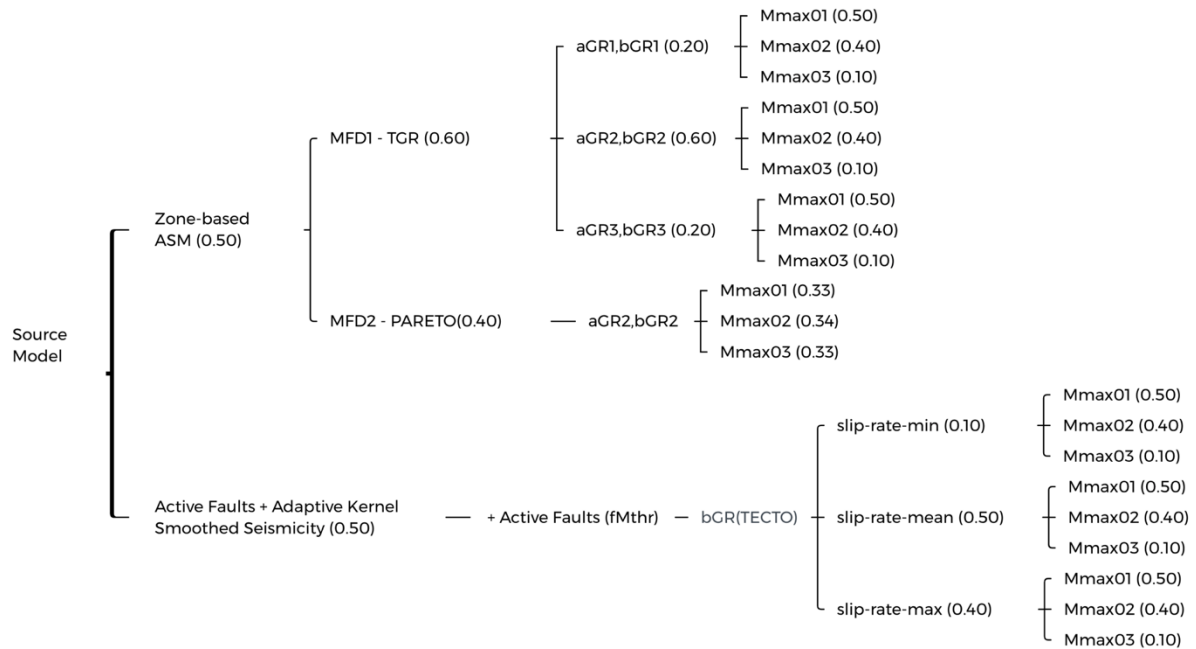 Source
Model
Zone-based
ASM (0.50)
MFD1 - TGR (0.60)
aGR1,bGR1 (0.20)
Mmax01 (0.50)
Mmax02 (0.40)
Mmax03 (0.10)
aGR2,bGR2 (0.60)
Mmax01 (0.50)
Mmax02 (0.40)
Mmax03 (0.10)
aGR3,bGR3 (0.20)
Mmax01 (0.50)
Mmax02 (0.40)
Mmax03 (0.10)
MFD2 - PARETO(0.40)
aGR2,bGR2
Mmax01 (0.33)
Mmax02 (0.34)
Mmax03 (0.33)
Active Faults + Adaptive Kernel
Smoothed Seismicity (0.50)
+ Active Faults (fMthr)
bGR(TECTO)
slip-rate-min (0.10)
Mmax01 (0.50)
Mmax02 (0.40)
Mmax03 (0.10)
slip-rate-mean (0.50)
Mmax01 (0.50)
Mmax02 (0.40)
Mmax03 (0.10)
slip-rate-max (0.40)
Mmax01 (0.50)
Mmax02 (0.40)
Mmax03 (0.10)